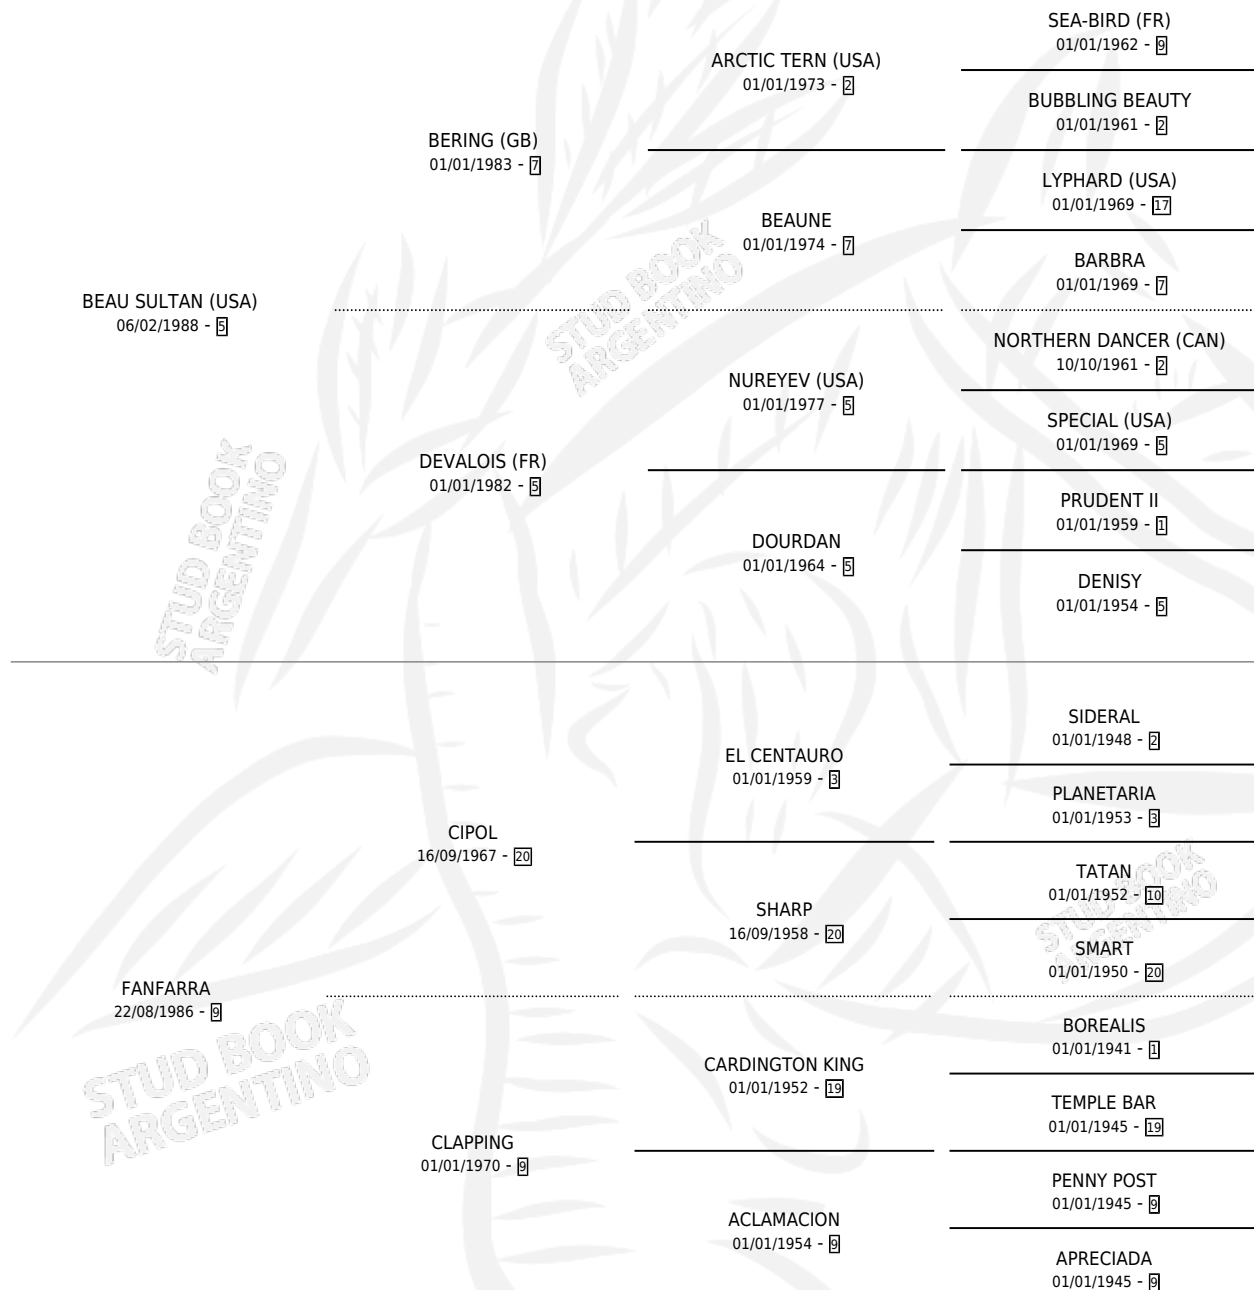 SEA-BIRD (FR)
01/01/1962 - 9
ARCTIC TERN (USA)
01/01/1973 - 2
BUBBLING BEAUTY
01/01/1961 - 2
BERING (GB)
01/01/1983 - 7
LYPHARD (USA)
01/01/1969 - 17
BEAUNE
01/01/1974 - 7
BARBRA
01/01/1969 - 7
BEAU SULTAN (USA)
06/02/1988 - 5
NORTHERN DANCER (CAN)
10/10/1961 - 2
NUREYEV (USA)
01/01/1977 - 5
SPECIAL (USA)
01/01/1969 - 5
DEVALOIS (FR)
01/01/1982 - 5
PRUDENT II
01/01/1959 - 1
DOURDAN
01/01/1964 - 5
DENISY
01/01/1954 - 5
SIDERAL
01/01/1948 - 2
EL CENTAURO
01/01/1959 - 3
PLANETARIA
01/01/1953 - 3
CIPOL
16/09/1967 - 20
TATAN
01/01/1952 - 10
SHARP
16/09/1958 - 20
SMART
01/01/1950 - 20
FANFARRA
22/08/1986 - 9
BOREALIS
01/01/1941 - 1
CARDINGTON KING
01/01/1952 - 19
TEMPLE BAR
01/01/1945 - 19
CLAPPING
01/01/1970 - 9
PENNY POST
01/01/1945 - 9
ACLAMACION
01/01/1954 - 9
APRECIADA
01/01/1945 - 9
STUD BOOK
ARGENTINO
STUD BOOK
ARGENTINO
STUD BOOK
ARGENTINO
STUD BOOK
ARGENTINO